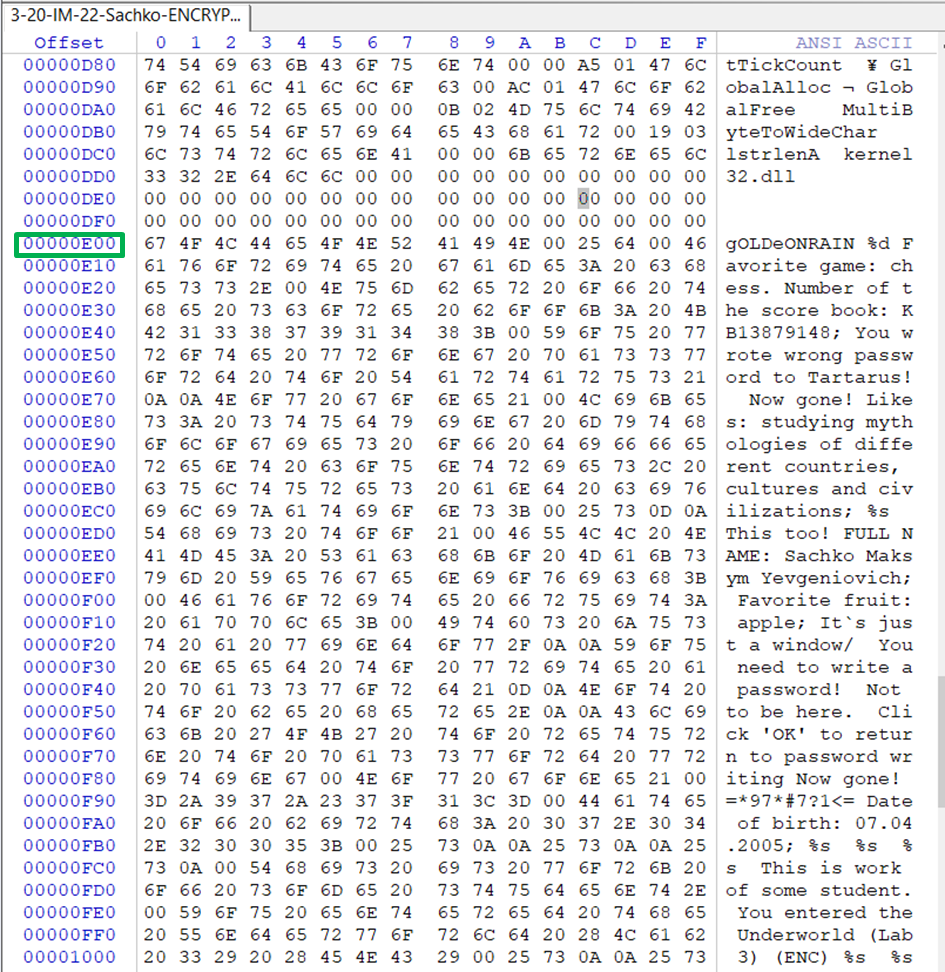 3-20-IM-22-Sachko-ENCRYP...
Offset 0 1 2 3 4 5 6 7 8 9 A B C D E F ANSI ASCII
00000D80 74 54 69 63 6B 43 6F 75 6E 74 00 00 A5 01 47 6C tTickCount ¥ Gl
00000D90 6F 62 61 6C 41 6C 6C 6F 63 00 AC 01 47 6C 6F 62 obalAlloc ¬ Glob
00000DA0 61 6C 46 72 65 65 00 00 0B 02 4D 75 6C 74 69 42 alFree MultiB
00000DB0 79 74 65 54 6F 57 69 64 65 43 68 61 72 00 19 03 yteToWideChar
00000DC0 6C 73 74 72 6C 65 6E 41 00 00 6B 65 72 6E 65 6C lstrlenA kernel
00000DD0 33 32 2E 64 6C 6C 00 00 00 00 00 00 00 00 00 00 32.dll
00000DE0 00 00 00 00 00 00 00 00 00 00 00 00 00 00 00 00
00000DF0 00 00 00 00 00 00 00 00 00 00 00 00 00 00 00 00
00000E00 67 4F 4C 44 65 4F 4E 52 41 49 4E 00 25 64 00 46 gOLDeONRAIN %d F
00000E10 61 76 6F 72 69 74 65 20 67 61 6D 65 3A 20 63 68 avorite game: ch
00000E20 65 73 73 2E 00 4E 75 6D 62 65 72 20 6F 66 20 74 ess. Number of t
00000E30 68 65 20 73 63 6F 72 65 20 62 6F 6F 6B 3A 20 4B he score book: K
00000E40 42 31 33 38 37 39 31 34 38 3B 00 59 6F 75 20 77 B13879148; You w
00000E50 72 6F 74 65 20 77 72 6F 6E 67 20 70 61 73 73 77 rote wrong passw
00000E60 6F 72 64 20 74 6F 20 54 61 72 74 61 72 75 73 21 ord to Tartarus!
00000E70 0A 0A 4E 6F 77 20 67 6F 6E 65 21 00 4C 69 6B 65 Now gone! Like
00000E80 73 3A 20 73 74 75 64 79 69 6E 67 20 6D 79 74 68 s: studying myth
00000E90 6F 6C 6F 67 69 65 73 20 6F 66 20 64 69 66 66 65 ologies of diffe
00000EA0 72 65 6E 74 20 63 6F 75 6E 74 72 69 65 73 2C 20 rent countries,
00000EB0 63 75 6C 74 75 72 65 73 20 61 6E 64 20 63 69 76 cultures and civ
00000EC0 69 6C 69 7A 61 74 69 6F 6E 73 3B 00 25 73 0D 0A ilizations; %s
00000ED0 54 68 69 73 20 74 6F 6F 21 00 46 55 4C 4C 20 4E This too! FULL N
00000EE0 41 4D 45 3A 20 53 61 63 68 6B 6F 20 4D 61 6B 73 AME: Sachko Maks
00000EF0 79 6D 20 59 65 76 67 65 6E 69 6F 76 69 63 68 3B ym Yevgeniovich;
00000F00 00 46 61 76 6F 72 69 74 65 20 66 72 75 69 74 3A Favorite fruit:
00000F10 20 61 70 70 6C 65 3B 00 49 74 60 73 20 6A 75 73 apple; It`s jus
00000F20 74 20 61 20 77 69 6E 64 6F 77 2F 0A 0A 59 6F 75 t a window/ You
00000F30 20 6E 65 65 64 20 74 6F 20 77 72 69 74 65 20 61 need to write a
00000F40 20 70 61 73 73 77 6F 72 64 21 0D 0A 4E 6F 74 20 password! Not
00000F50 74 6F 20 62 65 20 68 65 72 65 2E 0A 0A 43 6C 69 to be here. Cli
00000F60 63 6B 20 27 4F 4B 27 20 74 6F 20 72 65 74 75 72 ck 'OK' to retur
00000F70 6E 20 74 6F 20 70 61 73 73 77 6F 72 64 20 77 72 n to password wr
00000F80 69 74 69 6E 67 00 4E 6F 77 20 67 6F 6E 65 21 00 iting Now gone!
00000F90 3D 2A 39 37 2A 23 37 3F 31 3C 3D 00 44 61 74 65 =*97*#7?1<= Date
00000FA0 20 6F 66 20 62 69 72 74 68 3A 20 30 37 2E 30 34 of birth: 07.04
00000FB0 2E 32 30 30 35 3B 00 25 73 0A 0A 25 73 0A 0A 25 .2005; %s %s %
00000FC0 73 0A 00 54 68 69 73 20 69 73 20 77 6F 72 6B 20 s This is work
00000FD0 6F 66 20 73 6F 6D 65 20 73 74 75 64 65 6E 74 2E of some student.
00000FE0 00 59 6F 75 20 65 6E 74 65 72 65 64 20 74 68 65 You entered the
00000FF0 20 55 6E 64 65 72 77 6F 72 6C 64 20 28 4C 61 62 Underworld (Lab
00001000 20 33 29 20 28 45 4E 43 29 00 25 73 0A 0A 25 73 3) (ENC) %s %s